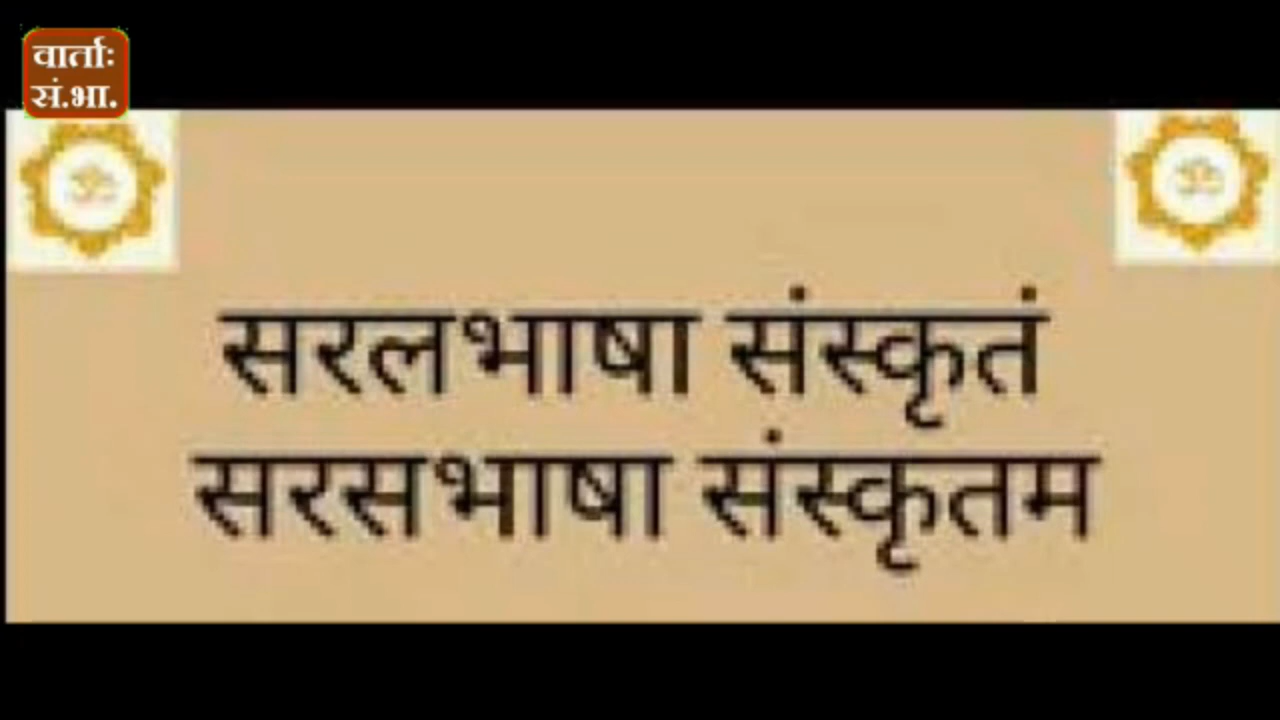 वार्ताः
सं.भा.
सरलभाषा संस्कृतं
सरसभाषा संस्कृतम